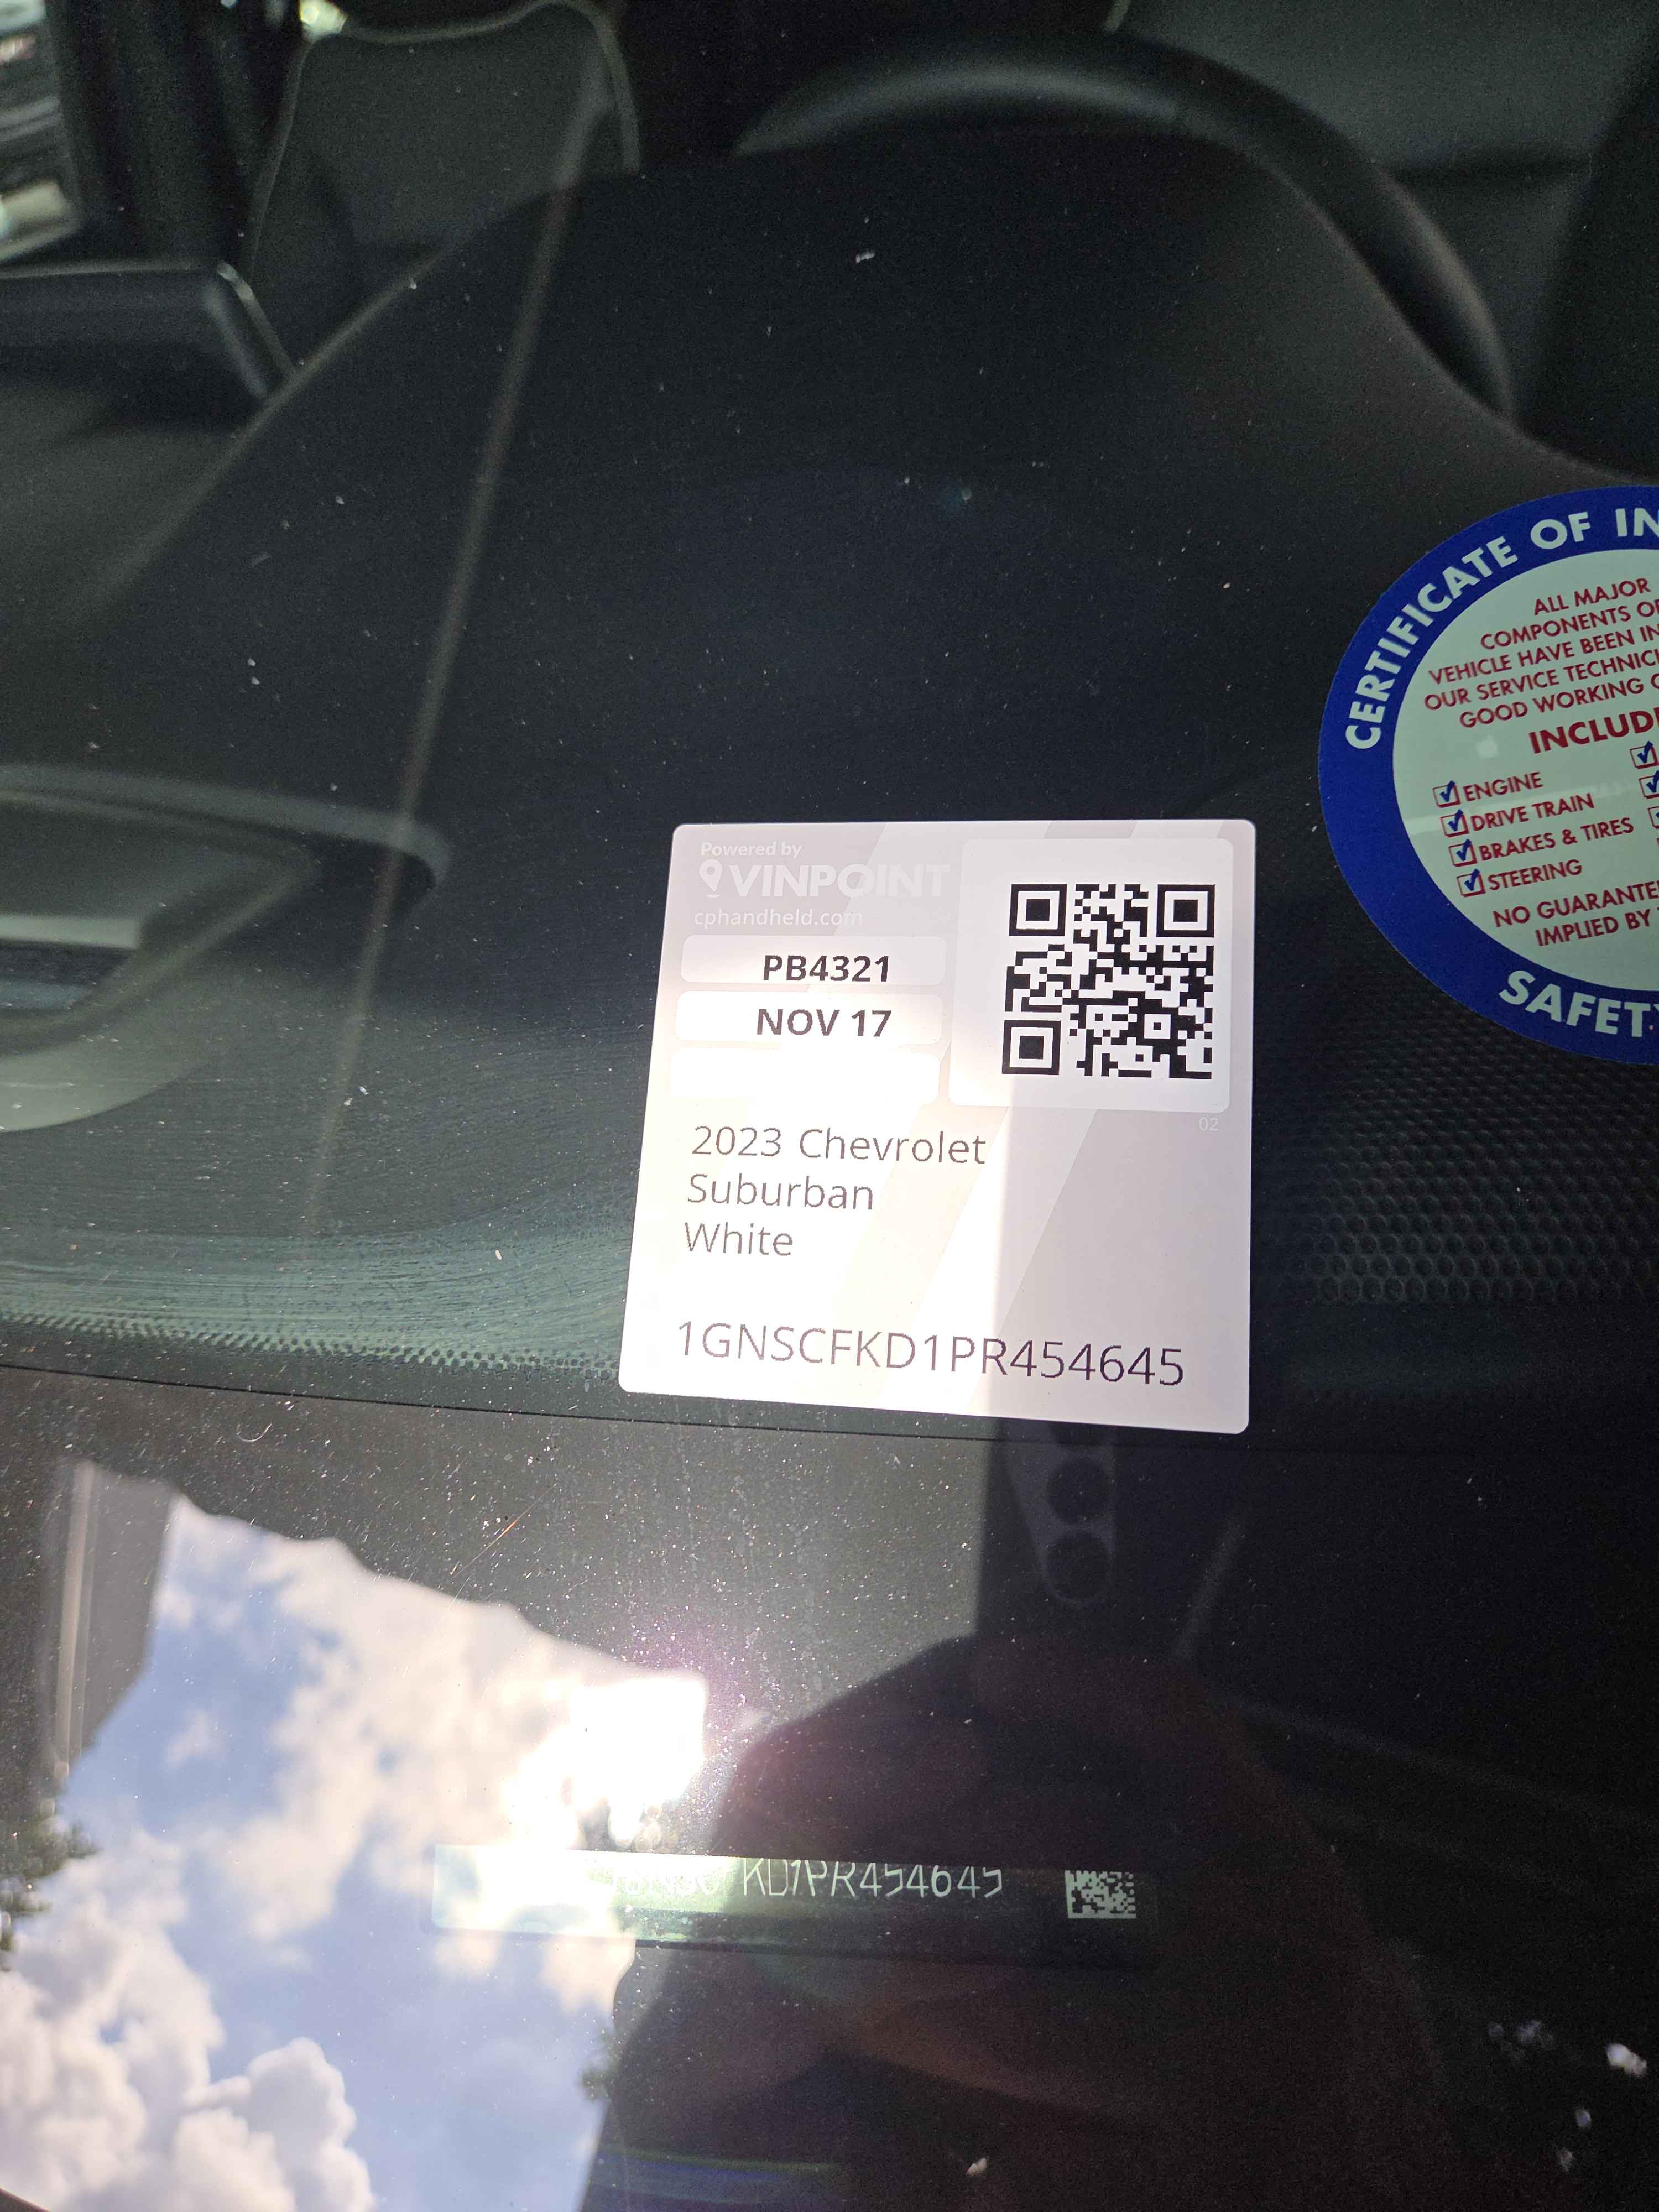 CERTIFICATE OF IN
ALL MAJOR
COMPONENTS OF
VEHICLE HAVE BEEN IN
OUR SERVICE TECHNICI
GOOD WORKING O
INCLUDI
ENGINE
DRIVE TRAIN
BRAKES & TIRES
STEERING
NO GUARANTE
IMPLIED BY
SAFETY
Powered by
VINPOINT
cphandheld.com
PB4321
NOV 17
02
2023 Chevrolet
Suburban
White
1GNSCFKD1PR454645
KD1PR454645